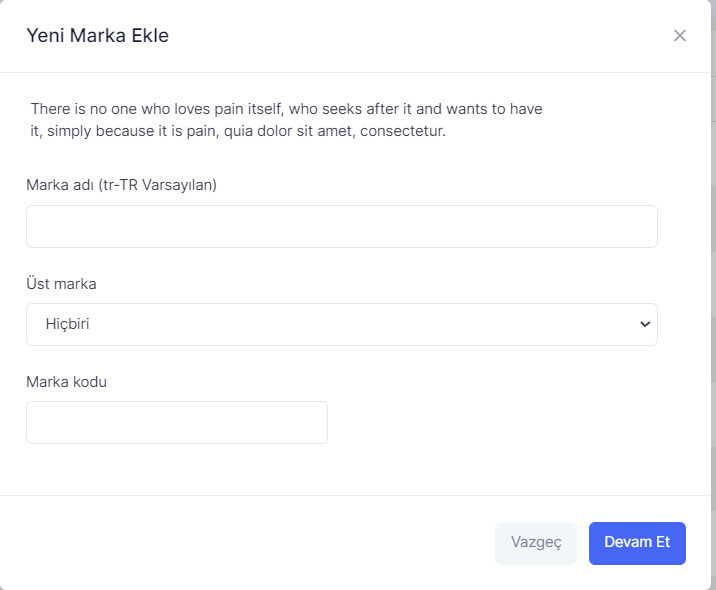 Yeni Marka Ekle
There is no one who loves pain itself, who seeks after it and wants to have
it, simply because it is pain, quia dolor sit amet, consectetur.
Marka adı (tr-TR Varsayılan)
Üst marka
Hiçbiri
Marka kodu
Vazgeç
Devam Et